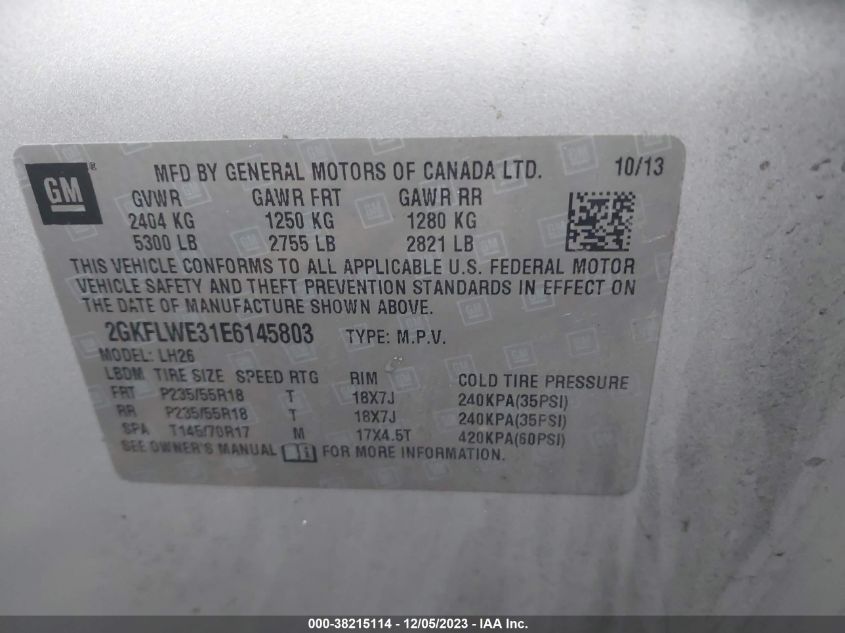 GM ®
MFD BY GENERAL MOTORS OF CANADA LTD. 10/13
GVWR GAWR FRT GAWR RR
2404 KG 1250 KG 1280 KG
5300 LB 2755 LB 2821 LB
THIS VEHICLE CONFORMS TO ALL APPLICABLE U.S. FEDERAL MOTOR
VEHICLE SAFETY AND THEFT PREVENTION STANDARDS IN EFFECT ON
THE DATE OF MANUFACTURE SHOWN ABOVE.
2GKFLWE31E6145803 TYPE: M.P.V.
MODEL: LH26
LBDM TIRE SIZE SPEED RTG RIM COLD TIRE PRESSURE
FRT P235/55R18 T 18X7J 240KPA(35PSI)
RR P235/55R18 T 18X7J 240KPA(35PSI)
SPA T145/70R17 M 17X4.5T 420KPA(60PSI)
SEE OWNER'S MANUAL FOR MORE INFORMATION.
000-38215114 - 12/05/2023 - IAA Inc.